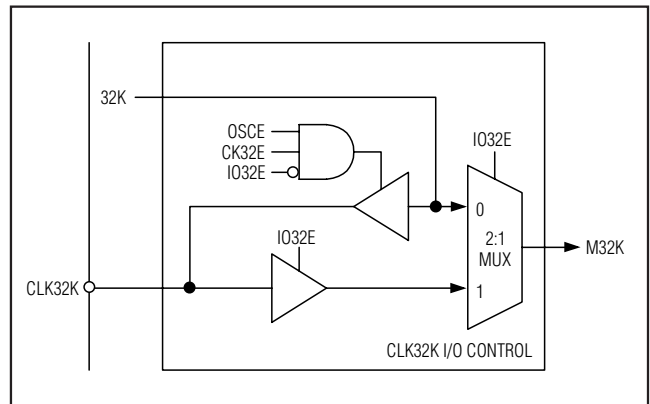 32K
OSCE
CK32E
IO32E
IO32E
0
2:1
MUX
M32K
IO32E
CLK32K
1
CLK32K I/O CONTROL